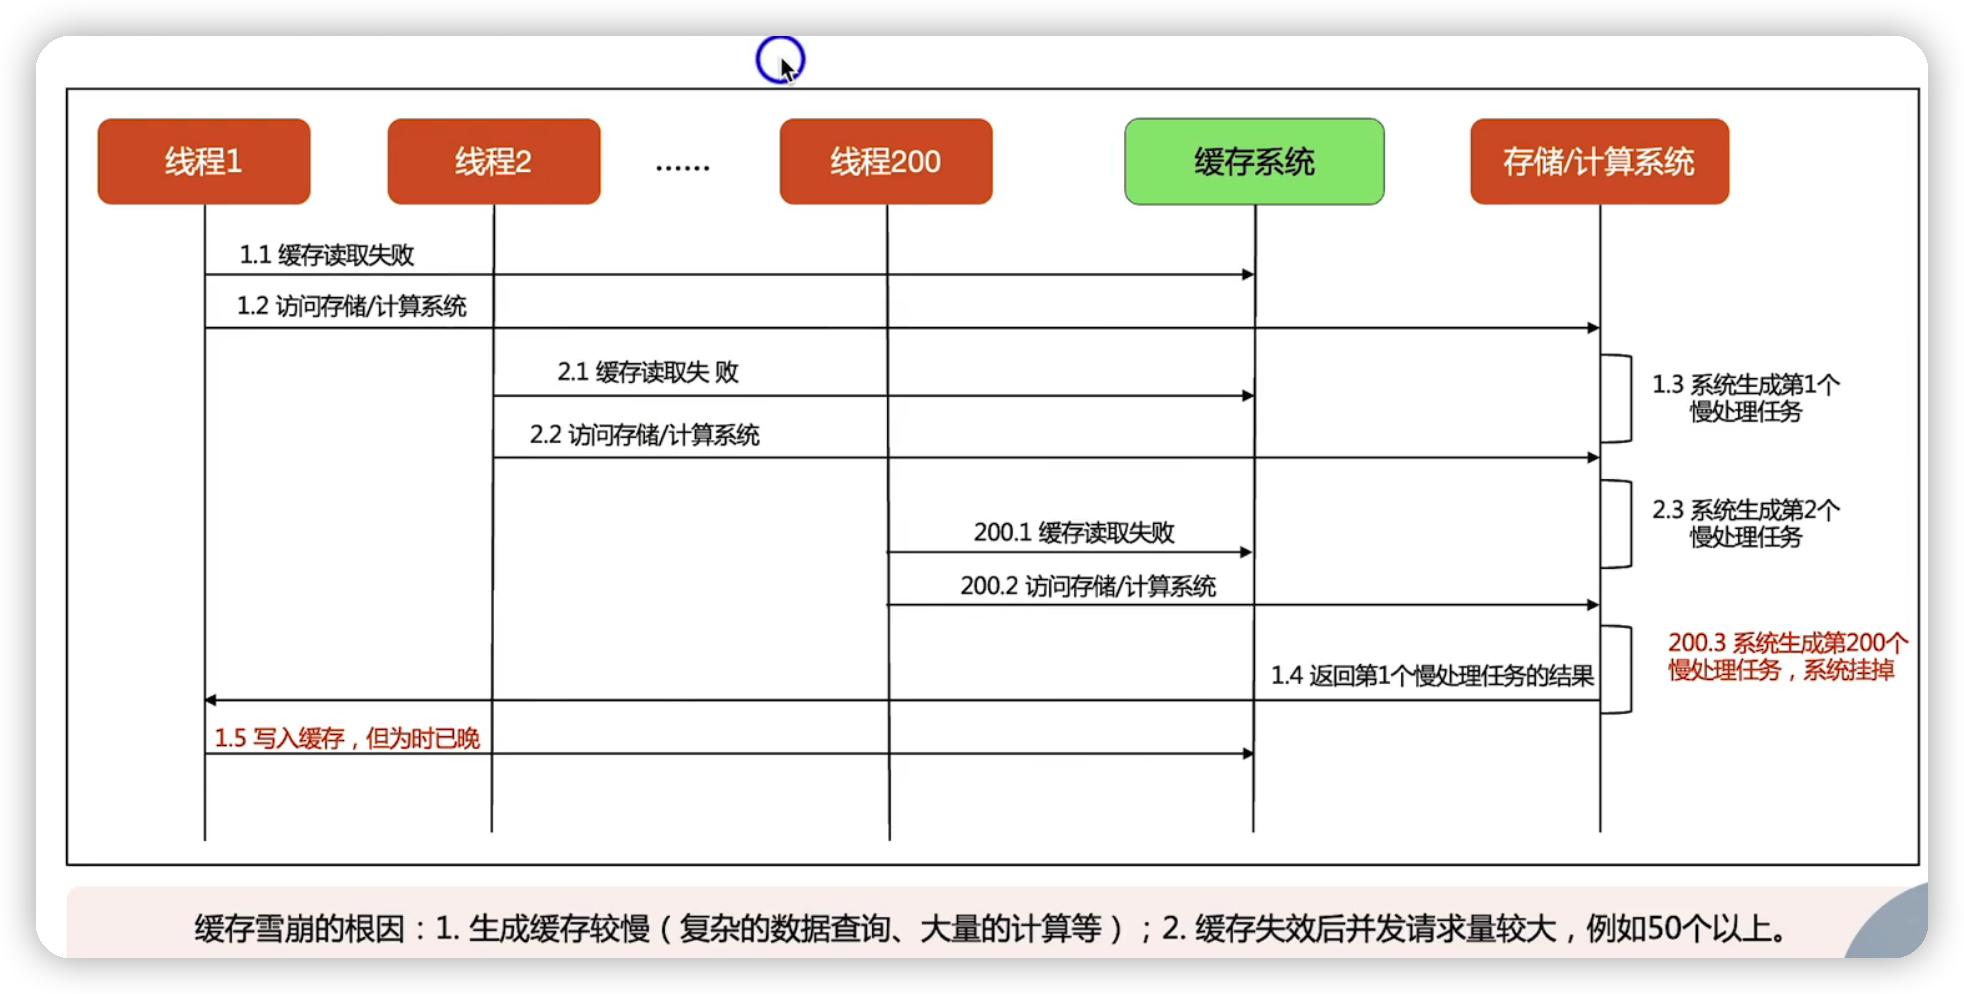 线程1
线程2
......
线程200
缓存系统
存储/计算系统
1.1 缓存读取失败
1.2 访问存储/计算系统
2.1 缓存读取失 败
1.3 系统生成第1个
慢处理任务
2.2 访问存储/计算系统
2.3 系统生成第2个
慢处理任务
200.1 缓存读取失败
200.2 访问存储/计算系统
200.3 系统生成第200个
慢处理任务，系统挂掉
1.4 返回第1个慢处理任务的结果
1.5 写入缓存，但为时已晚
缓存雪崩的根因：1. 生成缓存较慢（复杂的数据查询、大量的计算等）；2. 缓存失效后并发请求量较大，例如50个以上。